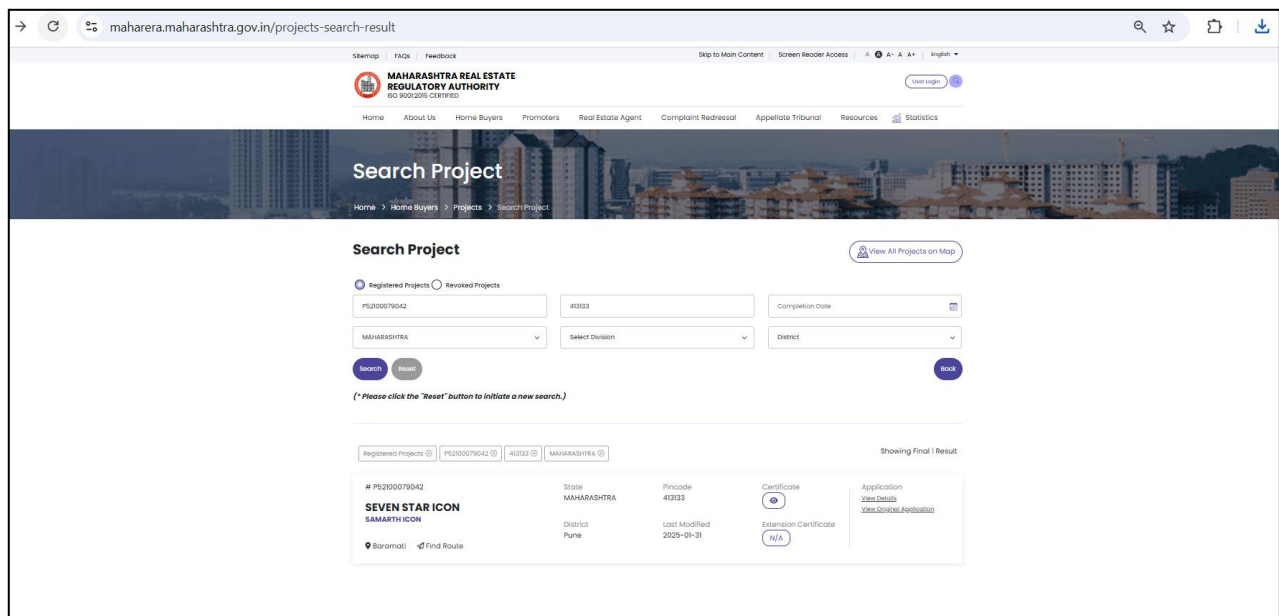 maharera.maharashtra.gov.in/projects-search-result
Sitemap FAQs Feedback Skip to Main Content Screen Reader Access A A A- A A+ English
MAHARASHTRA REAL ESTATE
REGULATORY AUTHORITY
ISO 9001:2015 CERTIFIED
User Login
Home About Us Home Buyers Promoters Real Estate Agent Complaint Redressal Appellate Tribunal Resources Statistics
Search Project
Home > Home Buyers > Projects > Search Project
Search Project
View All Projects on Map
Registered Projects Revoked Projects
P52100079042 413133 Completion Date
MAHARASHTRA Select Division District
Search Reset Back
(* Please click the "Reset" button to initiate a new search.)
Registered Projects P52100079042 413133 MAHARASHTRA Showing Final 1 Result
# P52100079042 State Pincode Certificate Application
MAHARASHTRA 413133 View Details
SEVEN STAR ICON View Original Application
SAMARTH ICON District Last Modified Extension Certificate
Pune 2025-01-31 N/A
Baramati Find Route